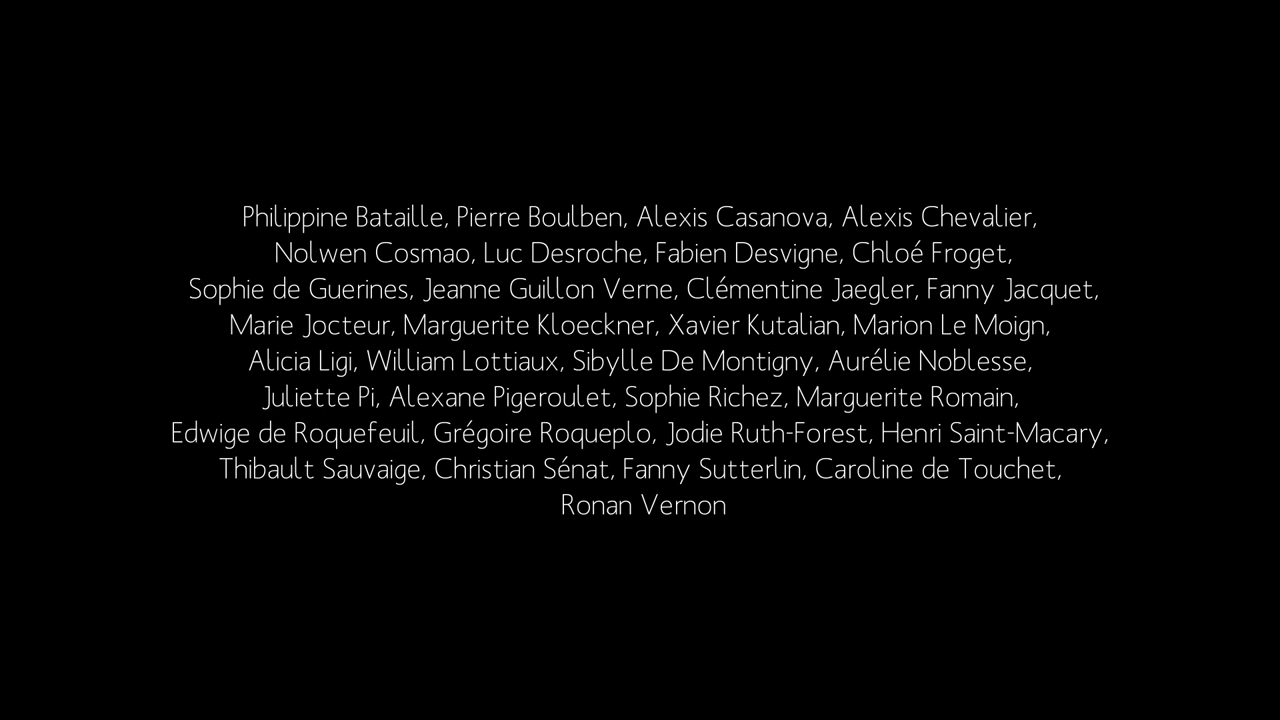 Philippine Bataille, Pierre Boulben, Alexis Casanova, Alexis Chevalier,
Nolwen Cosmao, Luc Desroche, Fabien Desvigne, Chloé Froget,
Sophie de Guerines, Jeanne Guillon Verne, Clémentine Jaegler, Fanny Jacquet,
Marie Jocteur, Marguerite Kloeckner, Xavier Kutalian, Marion Le Moign,
Alicia Ligi, William Lottiaux, Sibylle De Montigny, Aurélie Noblesse,
Juliette Pi, Alexane Pigeroulet, Sophie Richez, Marguerite Romain,
Edwige de Roquefeuil, Grégoire Roqueplo, Jodie Ruth-Forest, Henri Saint-Macary,
Thibault Sauvaige, Christian Sénat, Fanny Sutterlin, Caroline de Touchet,
Ronan Vernon